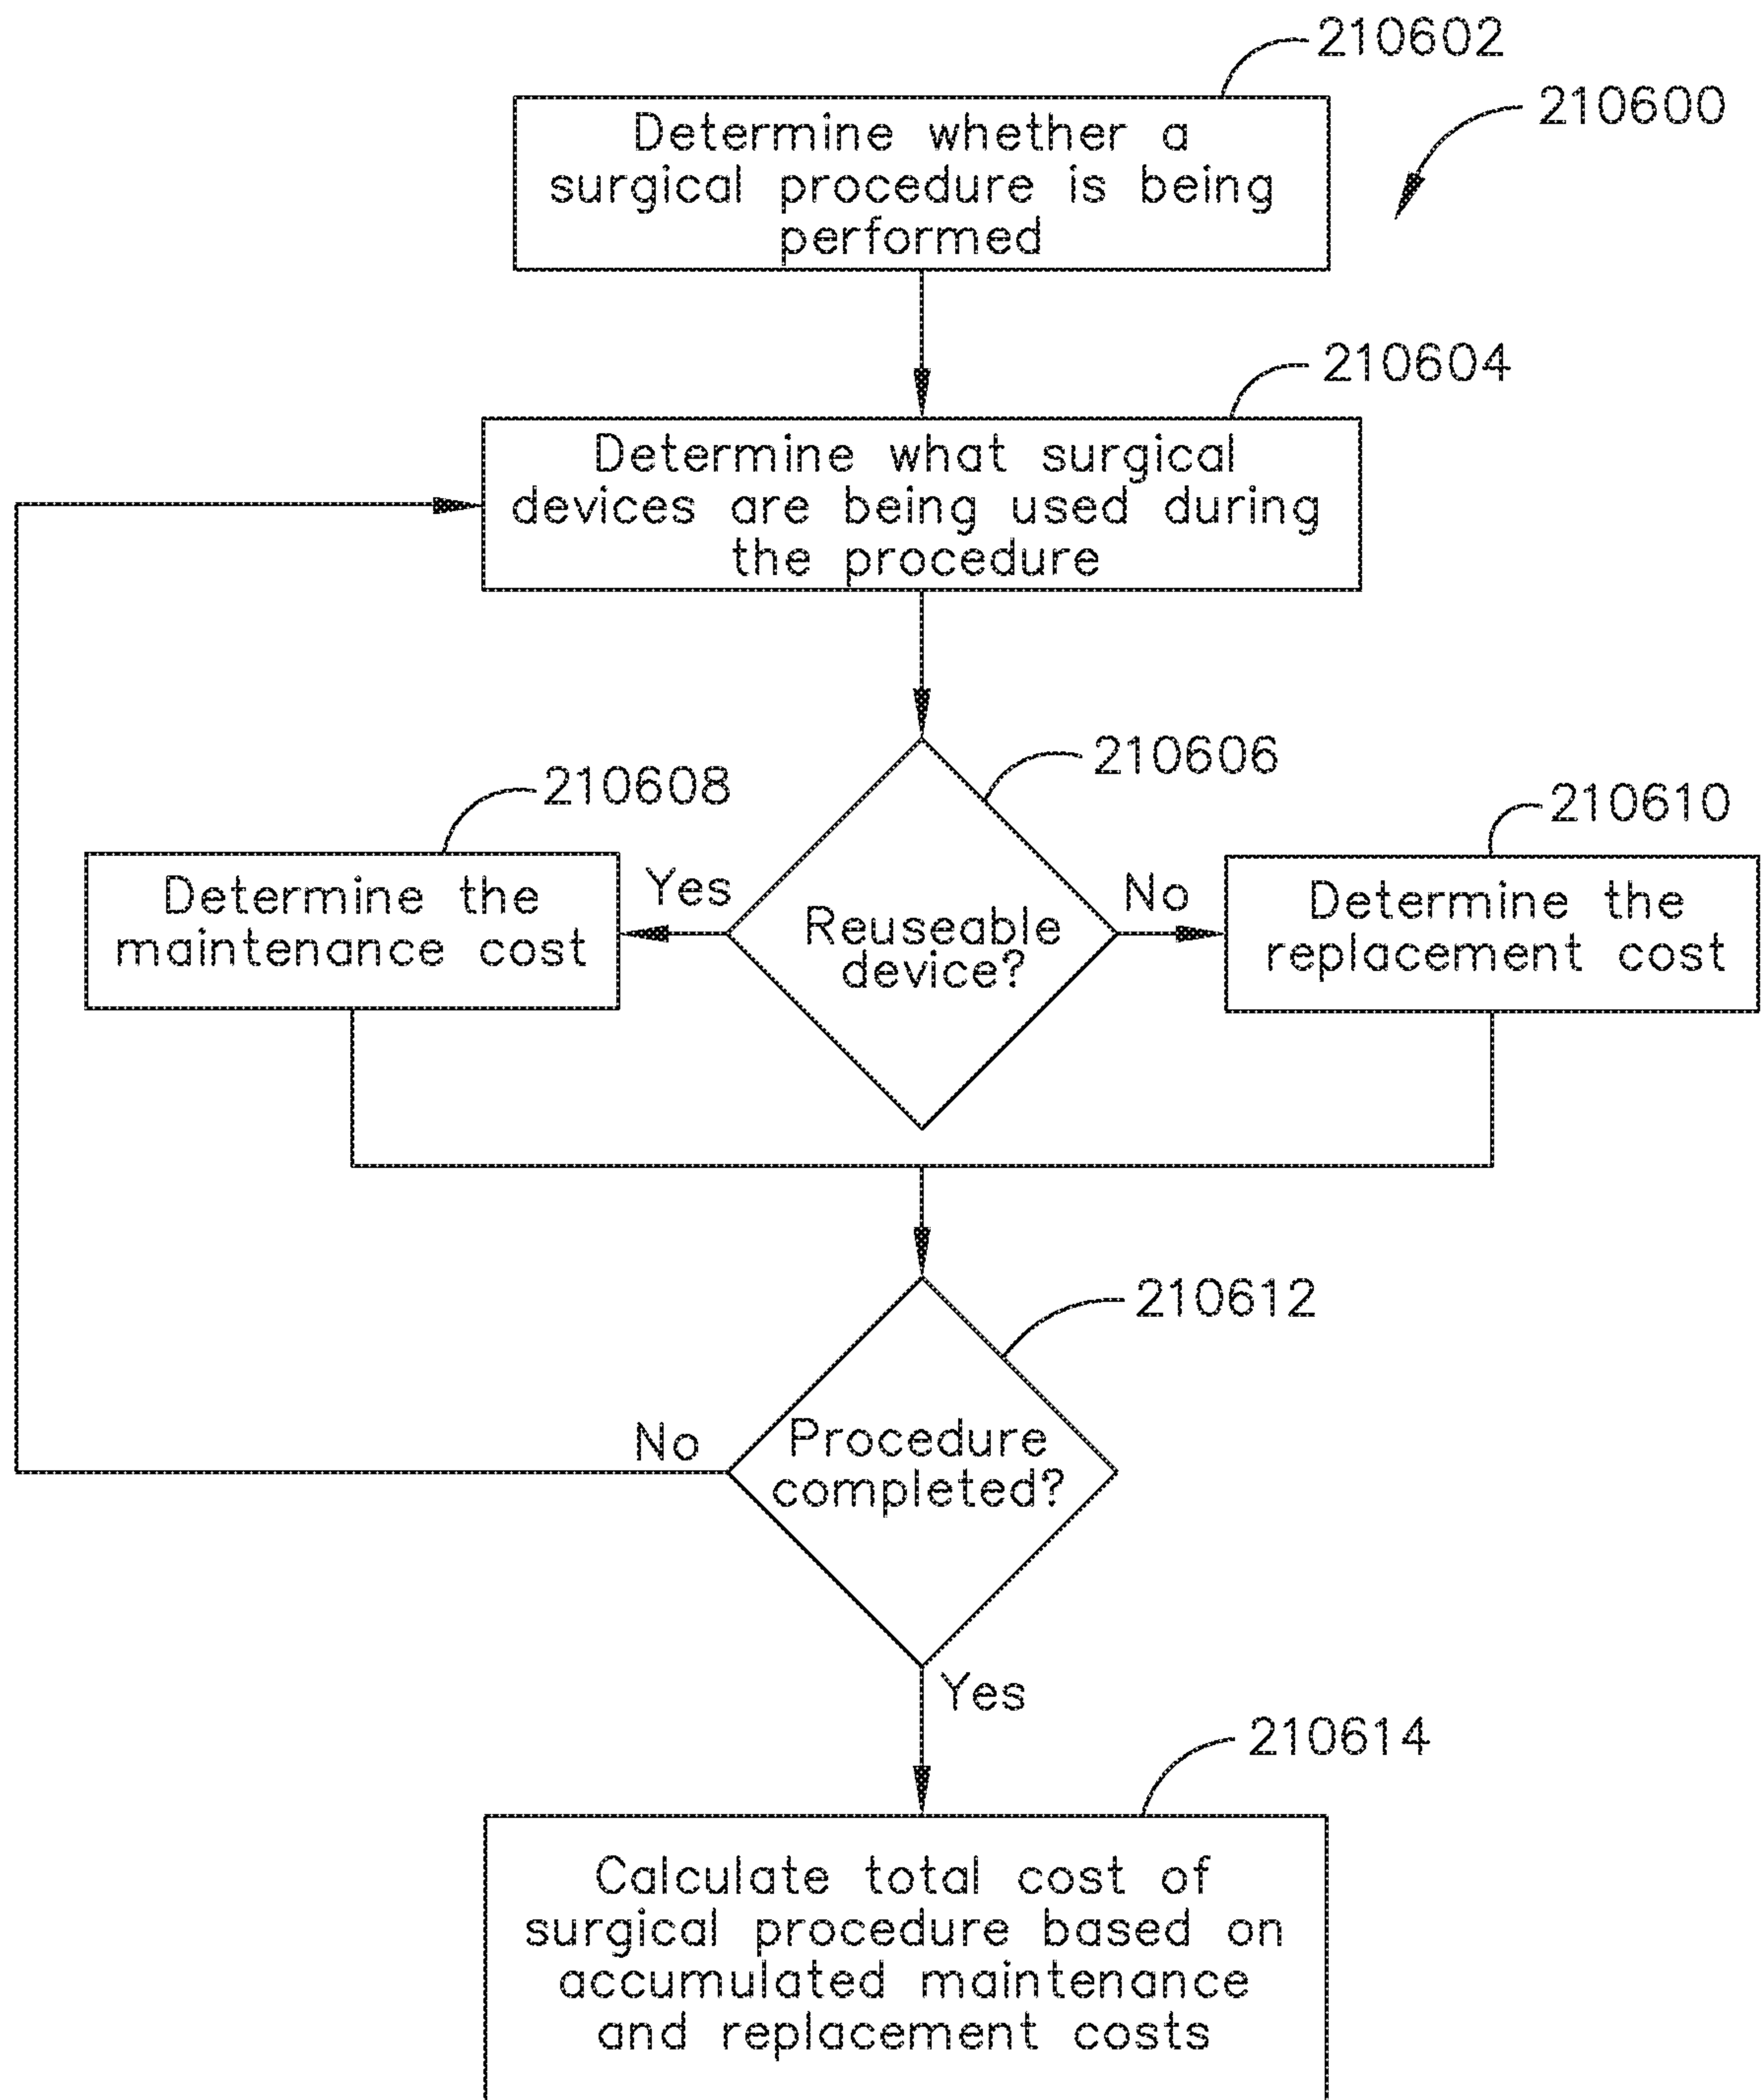 210602
210600
Determine whether a
surgical procedure is being
performed
210604
Determine what surgical
devices are being used during
the procedure
210606
210608
210610
Determine the
maintenance cost
Yes
Reuseable
device?
No
Determine the
replacement cost
210612
No
Procedure
completed?
Yes
210614
Calculate total cost of
surgical procedure based on
accumulated maintenance
and replacement costs